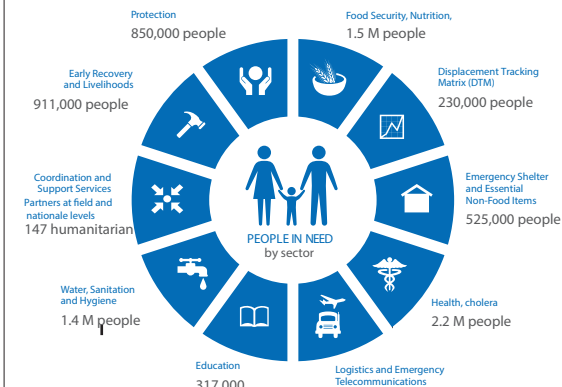 Protection
850,000 people
Food Security, Nutrition,
1.5 M people
Early Recovery
and Livelihoods
911,000 people
Displacement Tracking
Matrix (DTM)
230,000 people
Coordination and
Support Services
Partners at field and
nationale levels
147 humanitarian
Emergency Shelter
and Essential
Non-Food Items
525,000 people
PEOPLE IN NEED
by sector
Water, Sanitation
and Hygiene
1.4 M people
Health, cholera
2.2 M people
Education
317,000
Logistics and Emergency
Telecommunications